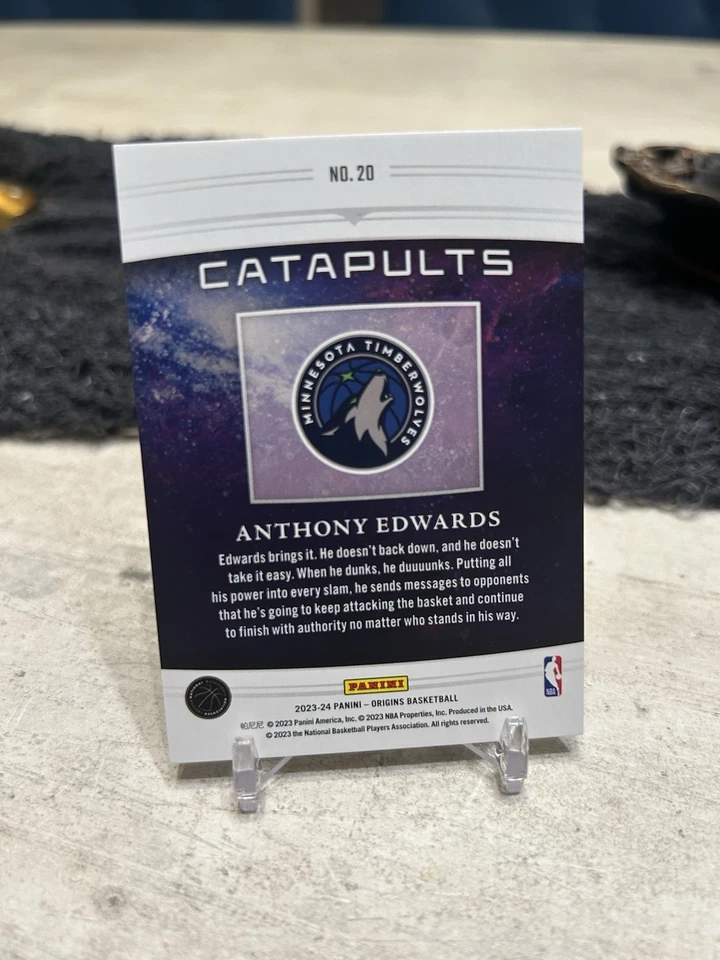 NO. 20
CATAPULTS
MINNESOTA TIMBERWOLVES
ANTHONY EDWARDS
Edwards brings it. He doesn't back down, and he doesn't
take it easy. When he dunks, he duuuunks. Putting all
his power into every slam, he sends messages to opponents
that he's going to keep attacking the basket and continue
to finish with authority no matter who stands in his way.
PANINI
NBA
2023-24 PANINI – ORIGINS BASKETBALL
帕尼尼 © 2023 Panini America, Inc. © 2023 NBA Properties, Inc. Produced in the USA.
© 2023 the National Basketball Players Association. All rights reserved.